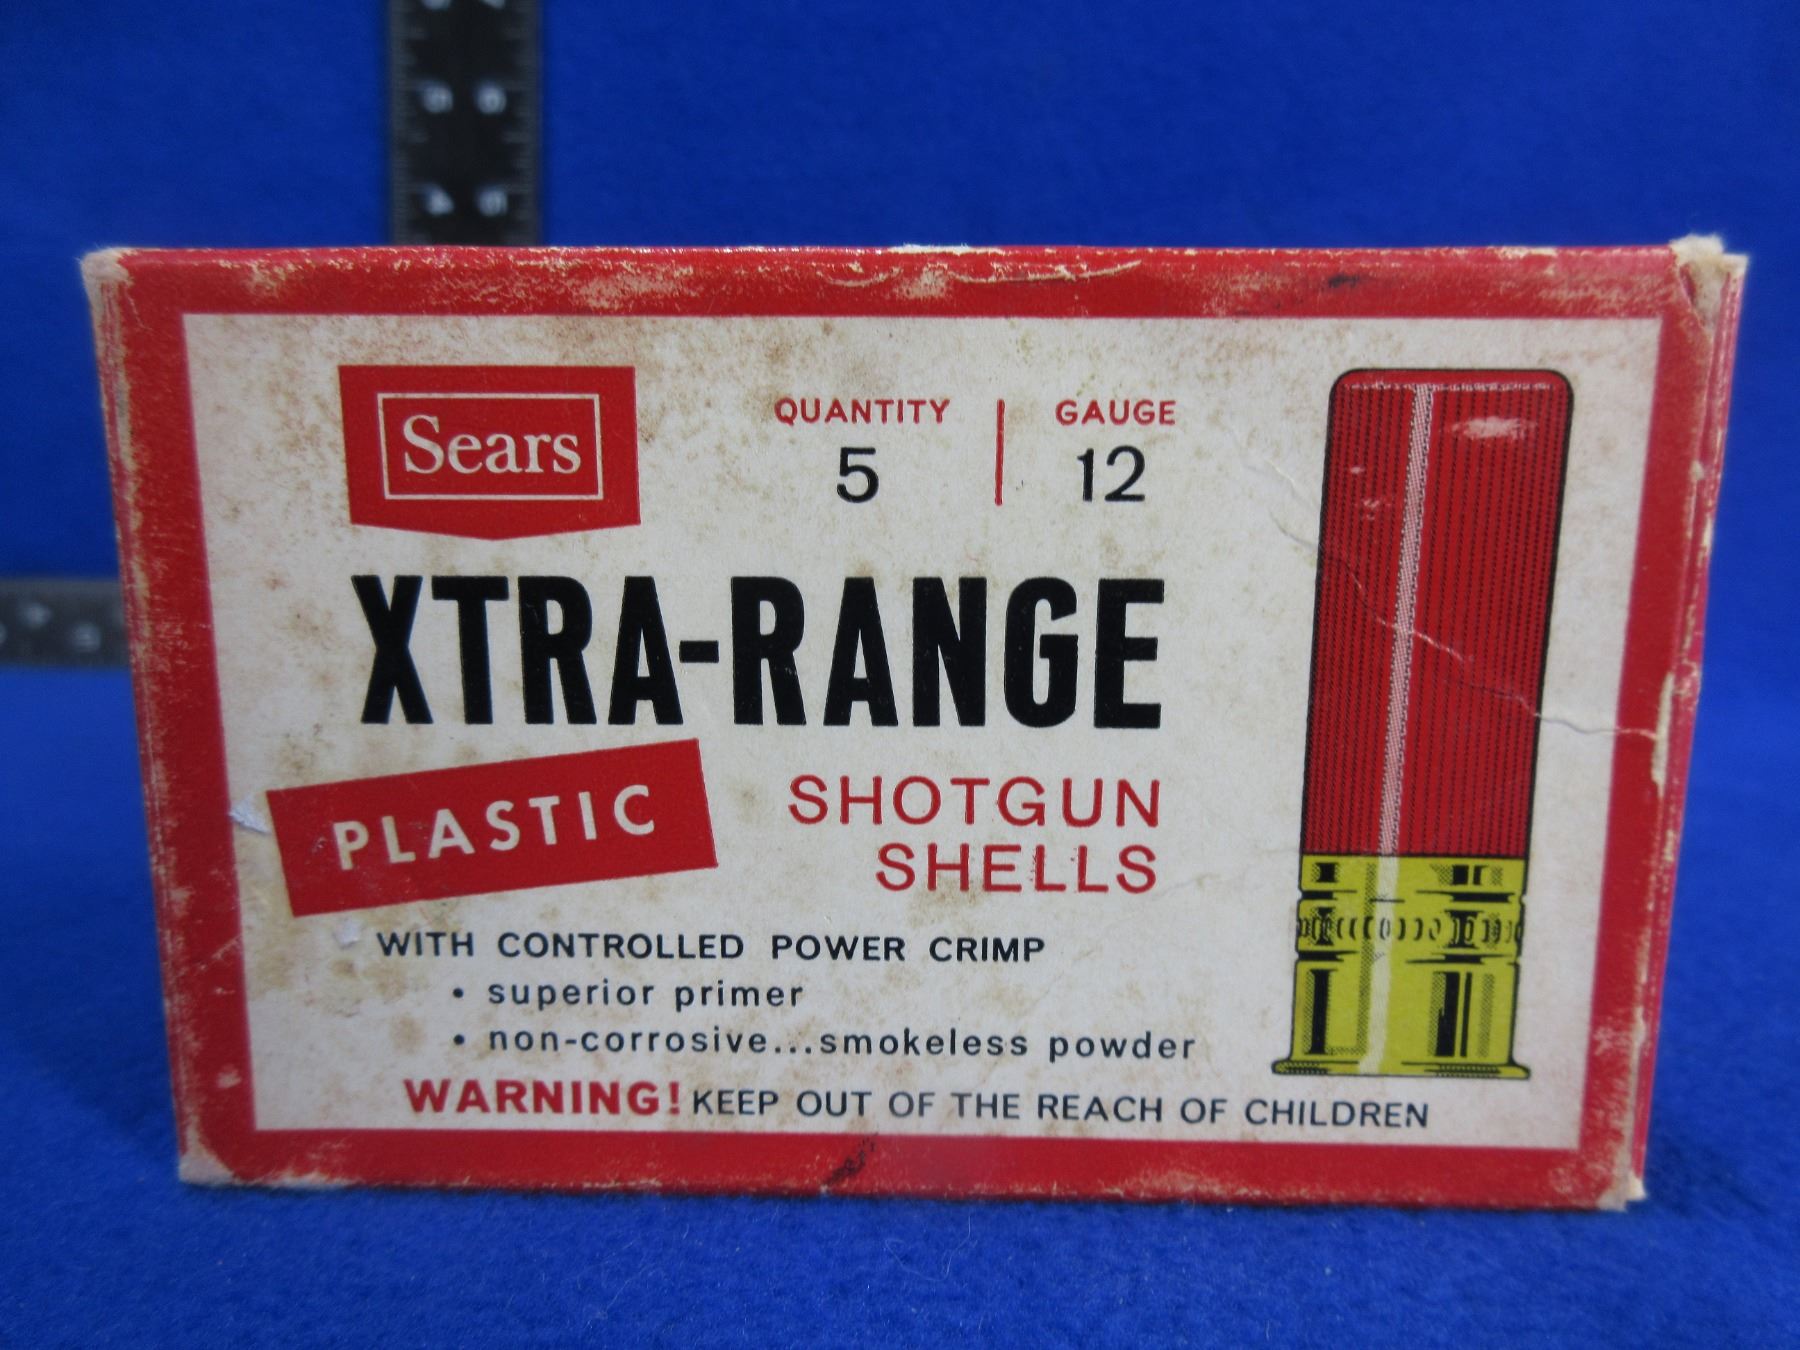 Sears
QUANTITY
5
GAUGE
12
XTRA-RANGE
PLASTIC
SHOTGUN
SHELLS
WITH CONTROLLED POWER CRIMP
• superior primer
• non-corrosive...smokeless powder
WARNING! KEEP OUT OF THE REACH OF CHILDREN